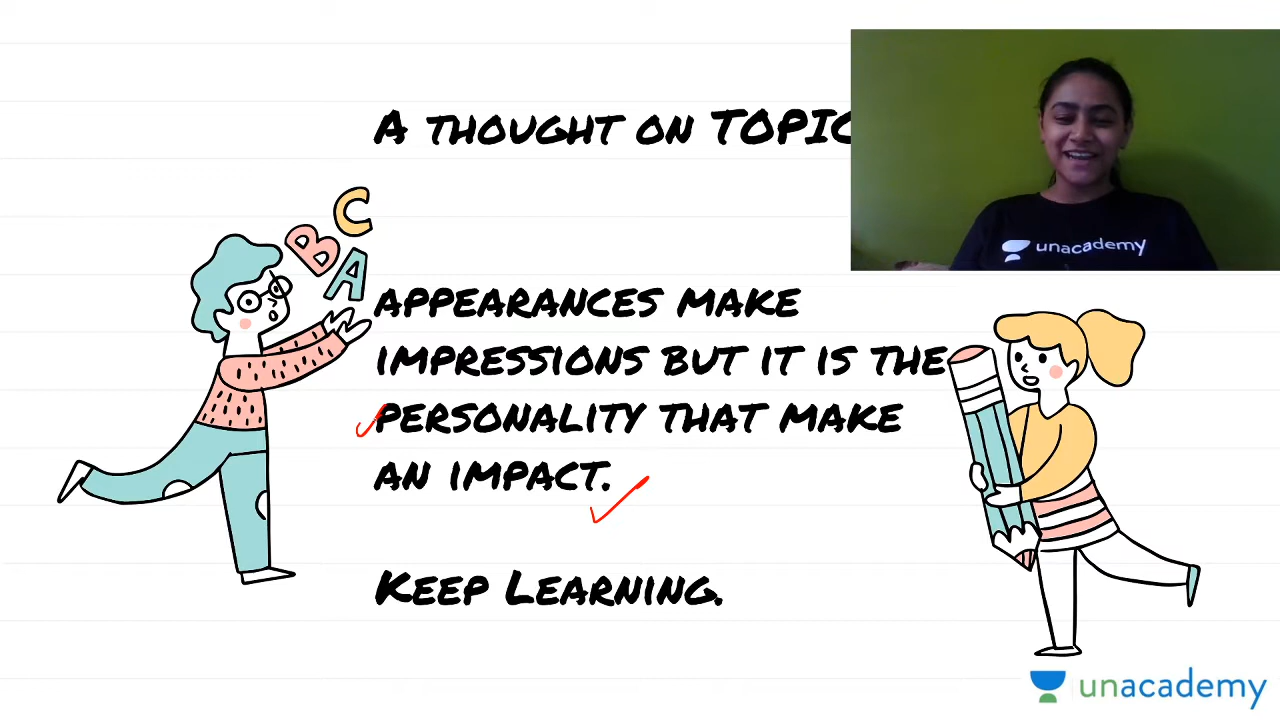 A THOUGHT ON TOPIC
unacademy
B C
A
APPEARANCES MAKE
IMPRESSIONS BUT IT IS THE
PERSONALITY THAT MAKE
AN IMPACT.
KEEP LEARNING.
unacademy